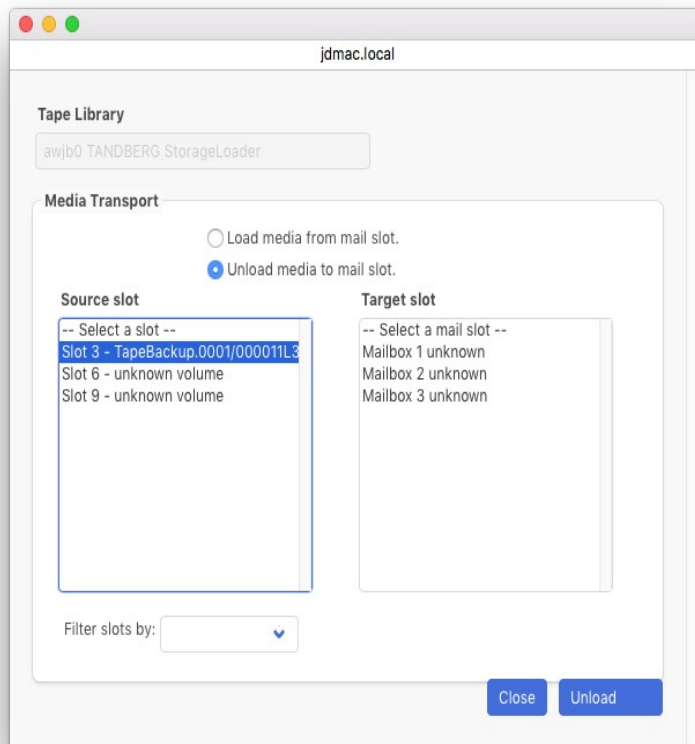 jdmac.local
Tape Library
awjb0 TANDBERG StorageLoader
Media Transport
Load media from mail slot.
Unload media to mail slot.
Source slot
-- Select a slot --
Slot 3 - TapeBackup.0001/000011L3
Slot 6 - unknown volume
Slot 9 - unknown volume
Target slot
-- Select a mail slot --
Mailbox 1 unknown
Mailbox 2 unknown
Mailbox 3 unknown
Filter slots by:
Close
Unload